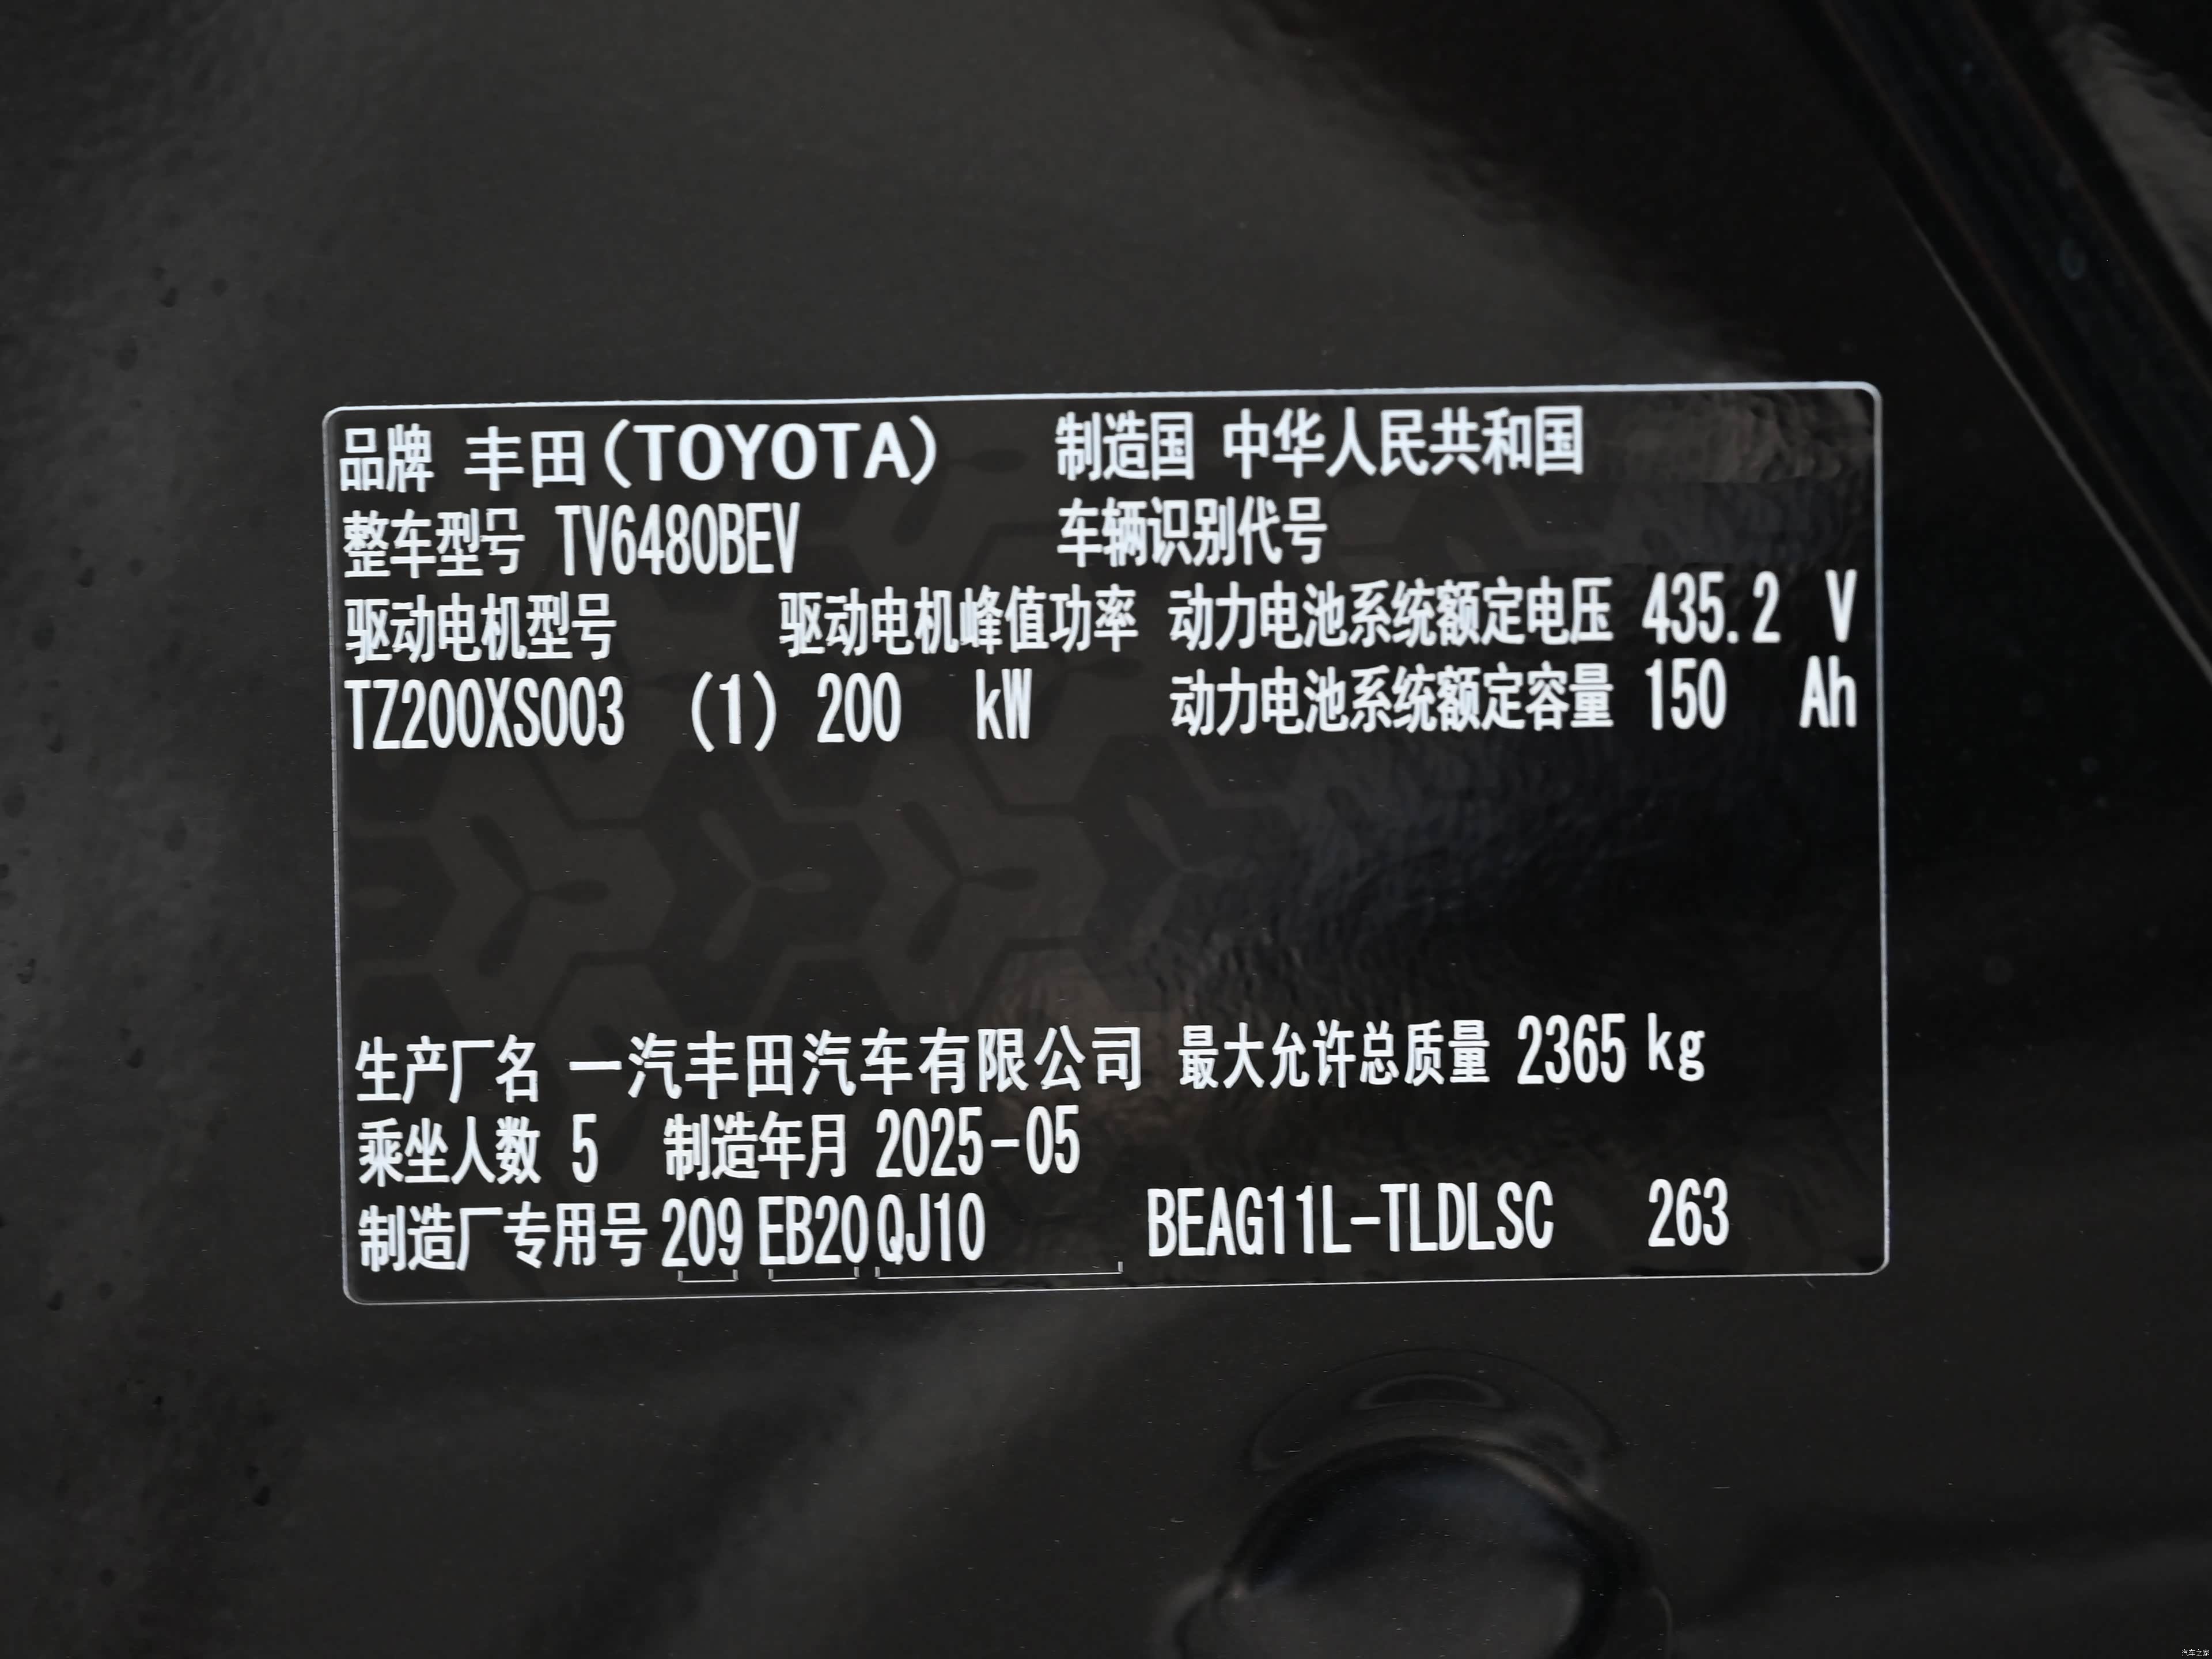 品牌 丰田(TOYOTA) 制造国 中华人民共和国
整车型号 TV6480BEV 车辆识别代号
驱动电机型号 驱动电机峰值功率 动力电池系统额定电压 435.2 V
TZ200XS003 (1) 200 kW 动力电池系统额定容量 150 Ah
生产厂名 一汽丰田汽车有限公司 最大允许总质量 2365 kg
乘坐人数 5 制造年月 2025-05
制造厂专用号 209 EB20 QJ10 BEAG11L-TLDLSC 263
汽车之家